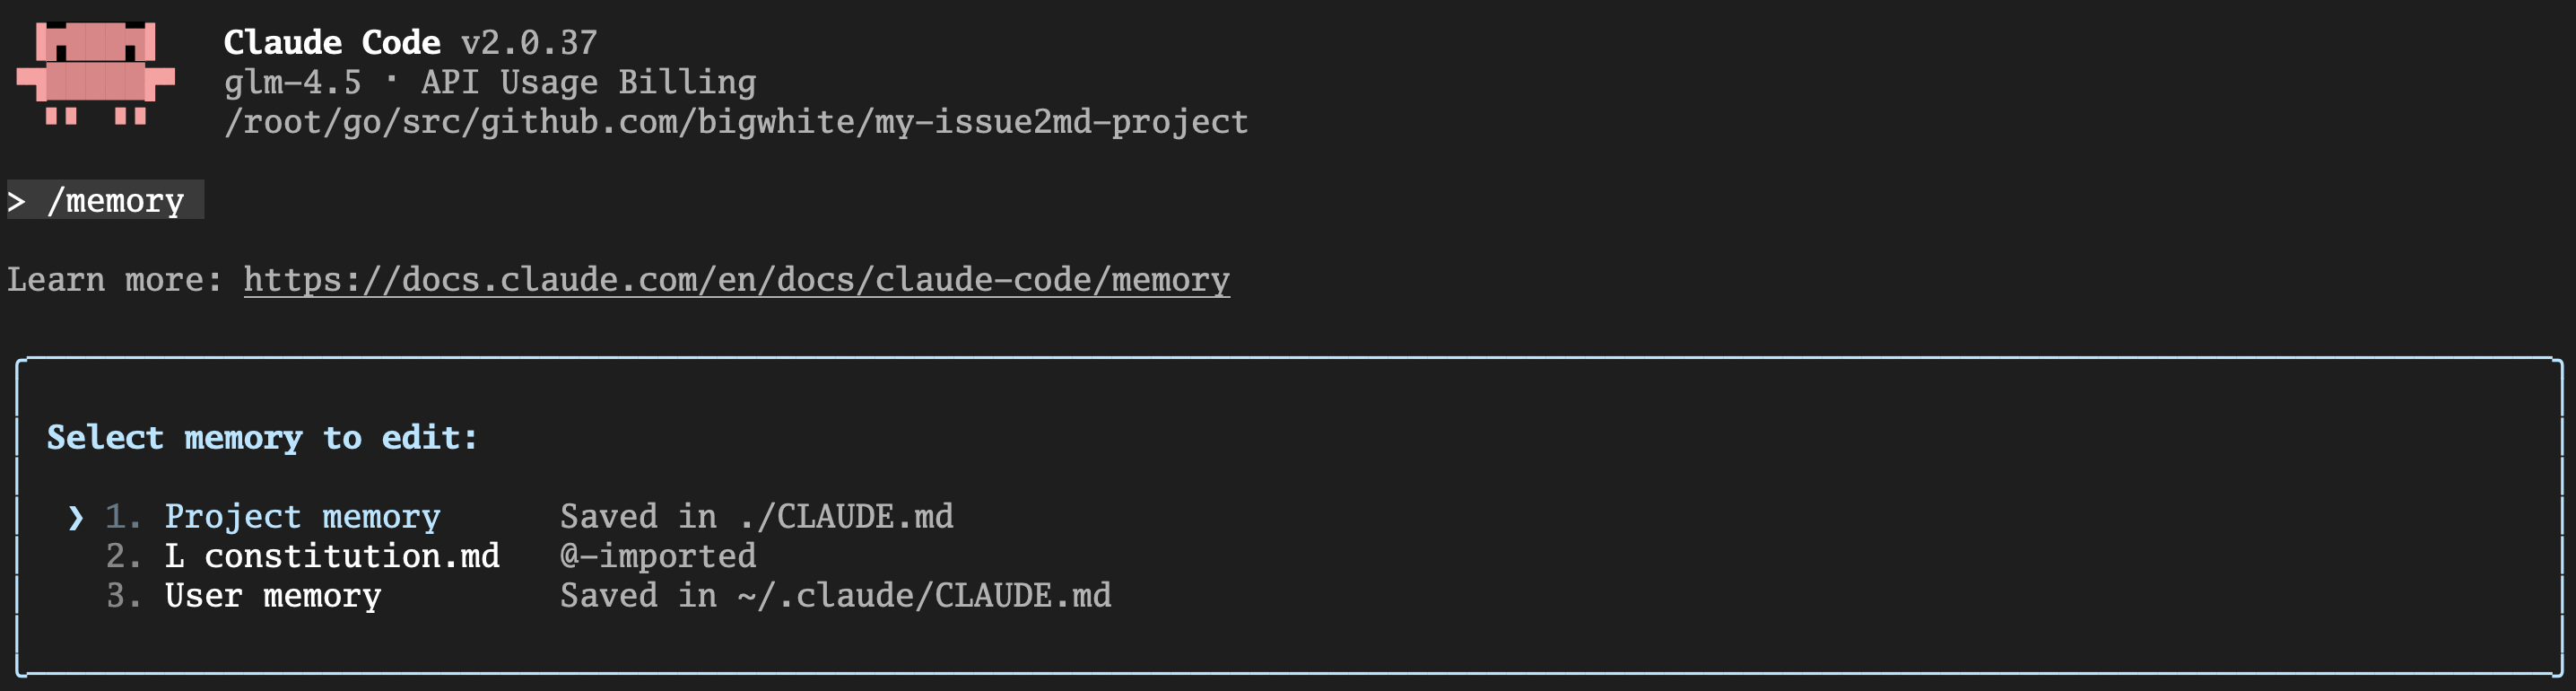 Claude Code v2.0.37
glm-4.5 · API Usage Billing
/root/go/src/github.com/bigwhite/my-issue2md-project
> /memory
Learn more: https://docs.claude.com/en/docs/claude-code/memory
Select memory to edit:
❯ 1. Project memory Saved in ./CLAUDE.md
2. L constitution.md @-imported
3. User memory Saved in ~/.claude/CLAUDE.md